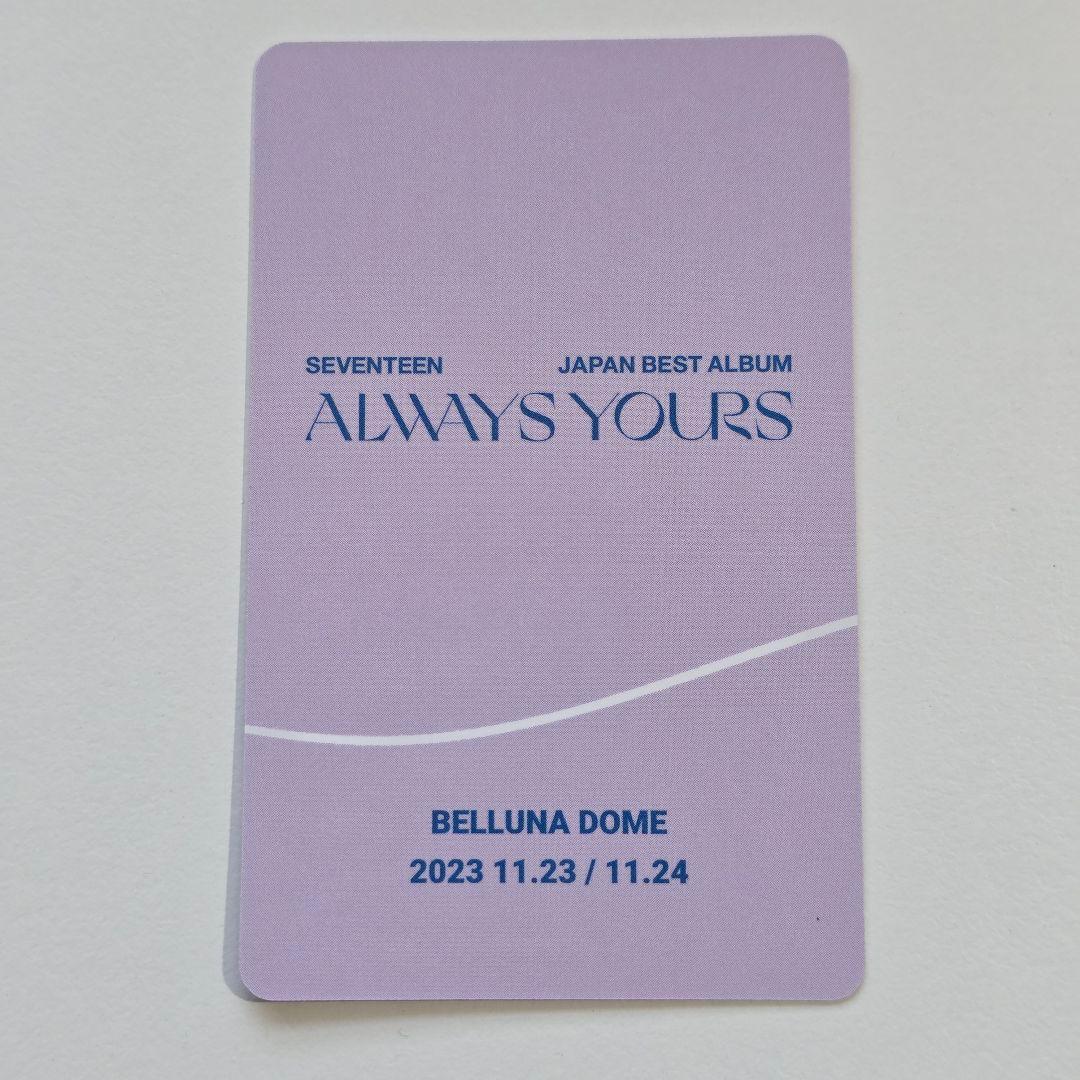 SEVENTEEN JAPAN BEST ALBUM
ALWAYS YOURS
BELLUNA DOME
2023 11.23 / 11.24